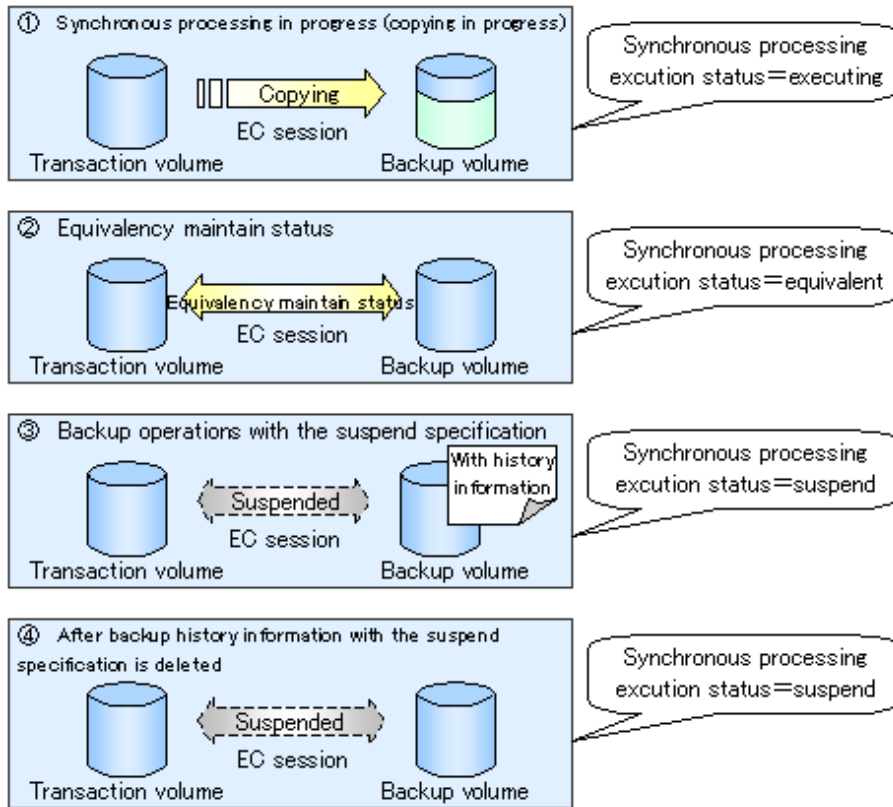 ① Synchronous processing in progress (copying in progress)
Copying
EC session
Transaction volume
Backup volume
Synchronous processing
excution status=executing
② Equivalency maintain status
Equivalency maintain status
EC session
Transaction volume
Backup volume
Synchronous processing
excution status=equivalent
③ Backup operations with the suspend specification
With history
information
Suspended
EC session
Transaction volume
Backup volume
Synchronous processing
excution status=suspend
④ After backup history information with the suspend
specification is deleted
Suspended
EC session
Transaction volume
Backup volume
Synchronous processing
excution status=suspend